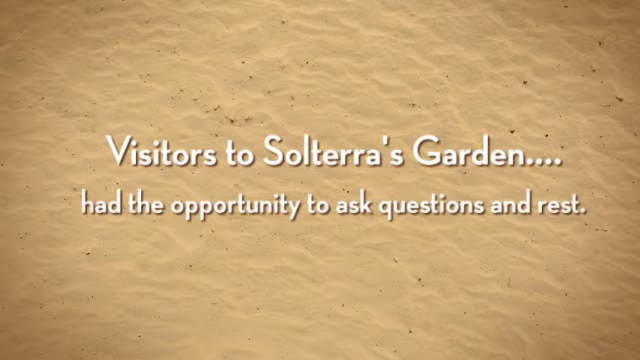 Visitors to Solterra's Garden....
had the opportunity to ask questions and rest.